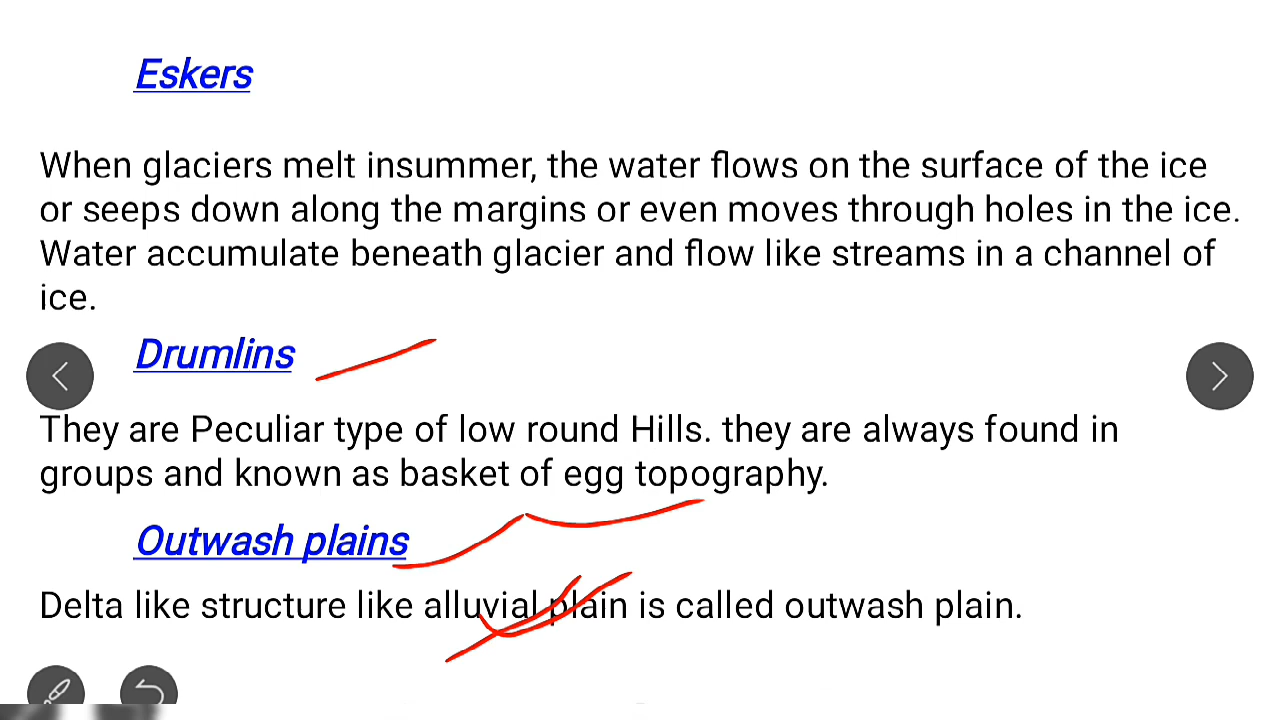 Eskers
When glaciers melt insummer, the water flows on the surface of the ice
or seeps down along the margins or even moves through holes in the ice.
Water accumulate beneath glacier and flow like streams in a channel of
ice.
Drumlins
They are Peculiar type of low round Hills. they are always found in
groups and known as basket of egg topography.
Outwash plains
Delta like structure like alluvial plain is called outwash plain.